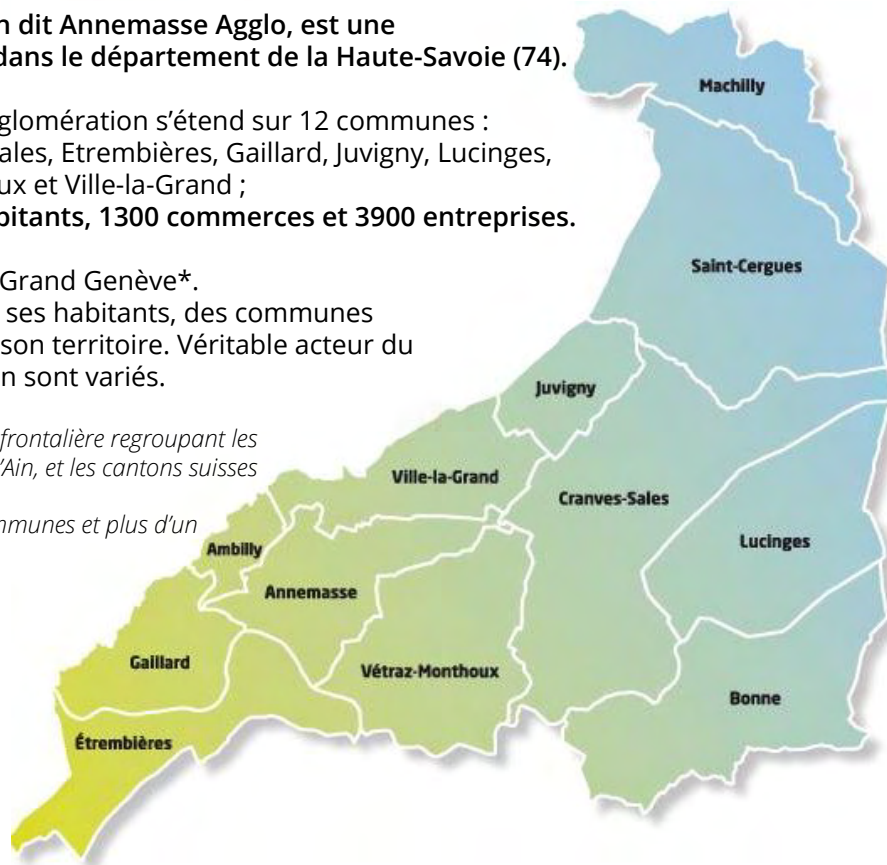 n dit Annemasse Agglo, est une
dans le département de la Haute-Savoie (74).
glomération s’étend sur 12 communes :
ales, Etrembières, Gaillard, Juvigny, Lucinges,
ux et Ville-la-Grand ;
bitants, 1300 commerces et 3900 entreprises.
Grand Genève*.
ses habitants, des communes
son territoire. Véritable acteur du
n sont variés.
frontalière regroupant les
’Ain, et les cantons suisses
mmunes et plus d’un
Machilly
Saint-Cergues
Juvigny
Ville-la-Grand
Cranves-Sales
Ambilly
Lucinges
Annemasse
Gaillard
Vétraz-Monthoux
Bonne
Étrembières